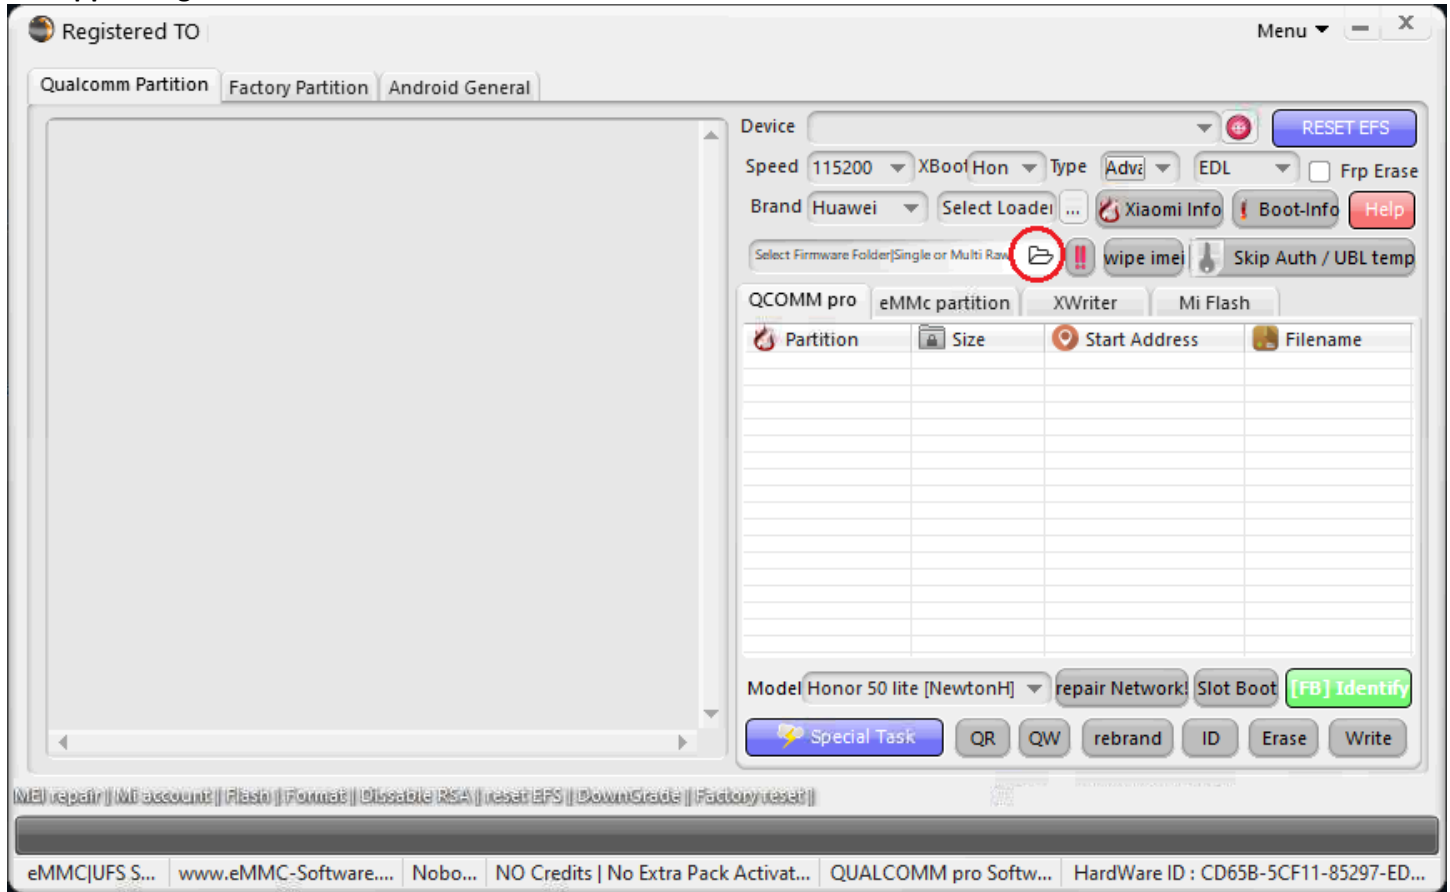 Registered TO
Menu
Qualcomm Partition Factory Partition Android General
Device RESET EFS
Speed 115200 XBoot Hon Type Adva EDL Frp Erase
Brand Huawei Select Loader ... Xiaomi Info Boot-Info Help
Select Firmware Folder|Single or Multi Raw wipe imei Skip Auth / UBL temp
QCOMM pro eMMc partition XWriter Mi Flash
Partition Size Start Address Filename
Model Honor 50 lite [NewtonH] repair Network! Slot Boot [FB] Identify
Special Task QR QW rebrand ID Erase Write
IMEI repair || Mi account || Flash || Format || Dissable RSA || reset EFS || DownGrade || Factory reset ||
eMMC|UFS S... www.eMMC-Software.... Nobo... NO Credits | No Extra Pack Activat... QUALCOMM pro Softw... HardWare ID : CD65B-5CF11-85297-ED...